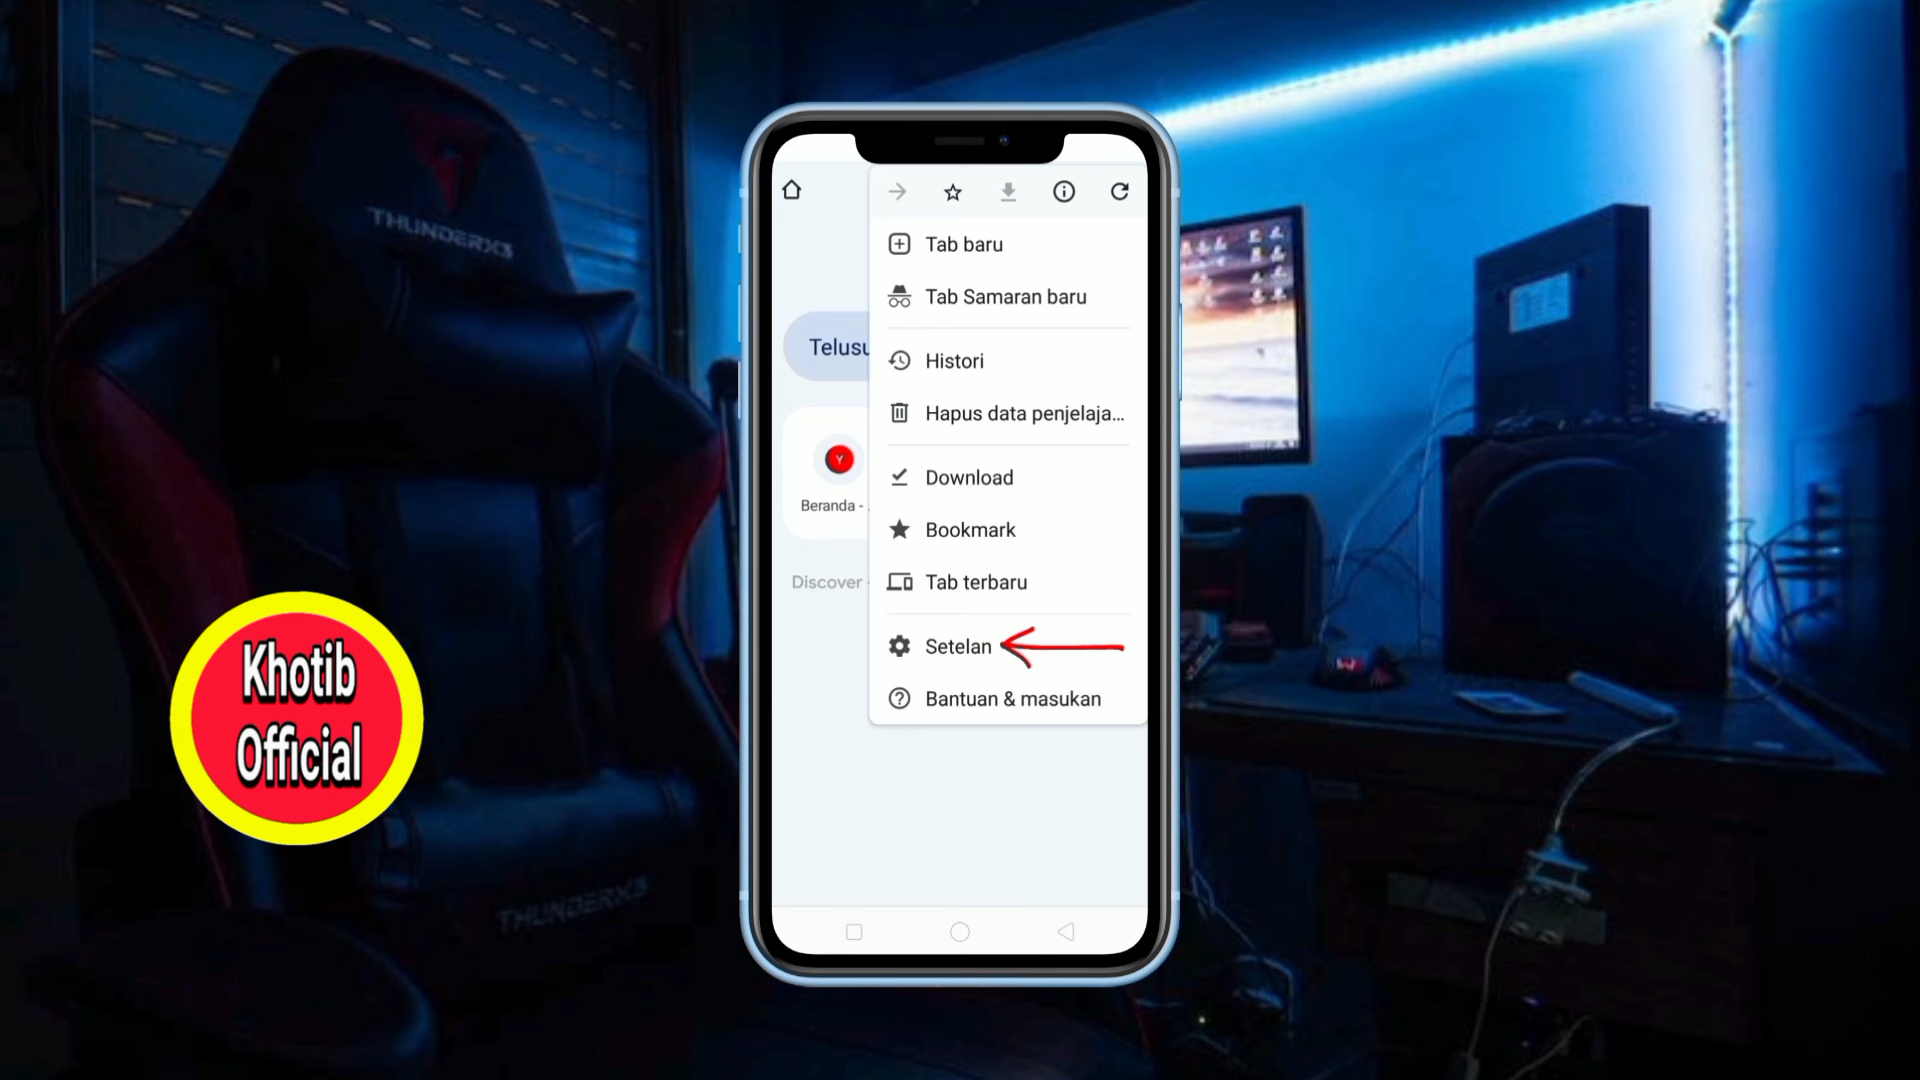 THUNDERX3
Tab baru
Tab Samaran baru
Telusu
Histori
Hapus data penjelaja...
Y
Beranda - .
Download
Bookmark
Discover -
Tab terbaru
Setelan
Bantuan & masukan
Khotib
Official
THUNDERX3